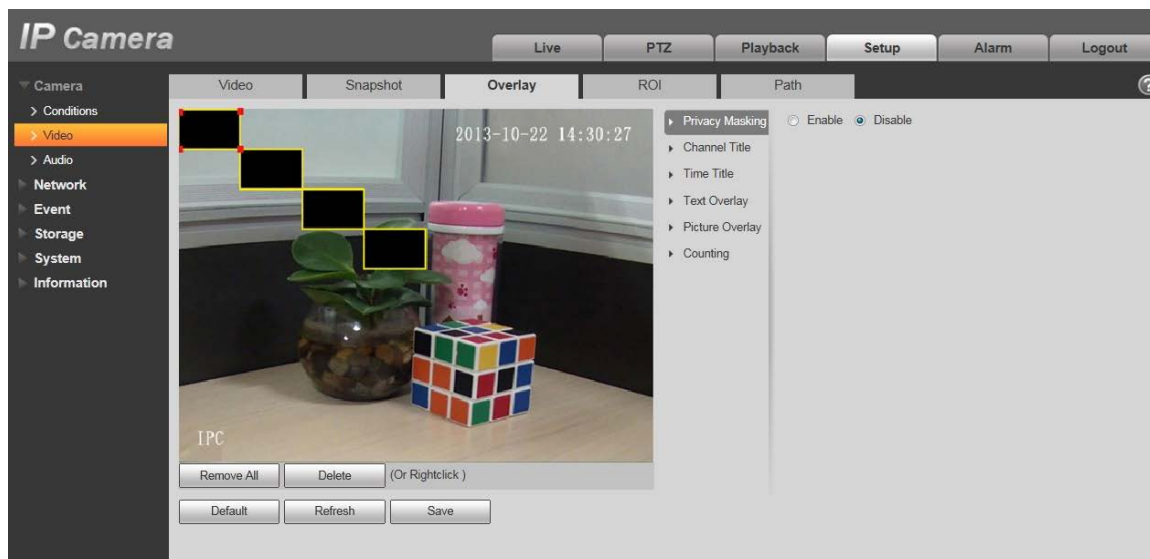 IP Camera
Live
PTZ
Playback
Setup
Alarm
Logout
Camera
Conditions
Video
Audio
Network
Event
Storage
System
Information
Video
Snapshot
Overlay
ROI
Path
?
2013-10-22 14:30:27
IPC
Privacy Masking
Enable
Disable
Channel Title
Time Title
Text Overlay
Picture Overlay
Counting
Remove All
Delete
(Or Rightclick )
Default
Refresh
Save